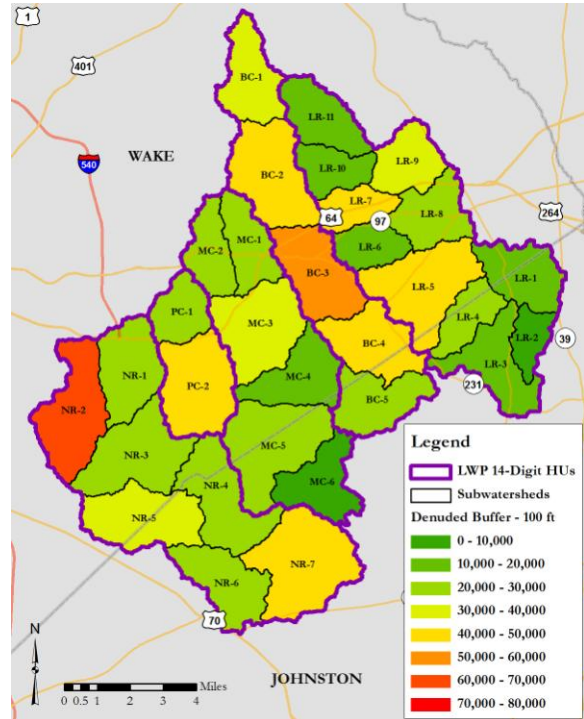 1
401
BC-1
540
WAKE
LR-11
BC-2
LR-10
LR-9
LR-7
64
97
LR-8
264
MC-2
MC-1
LR-6
BC-3
LR-5
LR-1
PC-1
MC-3
LR-4
LR-2
39
BC-4
LR-3
NR-1
PC-2
MC-4
231
NR-2
BC-5
NR-3
MC-5
NR-4
MC-6
NR-5
NR-7
NR-6
70
N
Miles
0 0.5 1 2 3 4
JOHNSTON
Legend
LWP 14-Digit HUs
Subwatersheds
Denuded Buffer - 100 ft
0 - 10,000
10,000 - 20,000
20,000 - 30,000
30,000 - 40,000
40,000 - 50,000
50,000 - 60,000
60,000 - 70,000
70,000 - 80,000